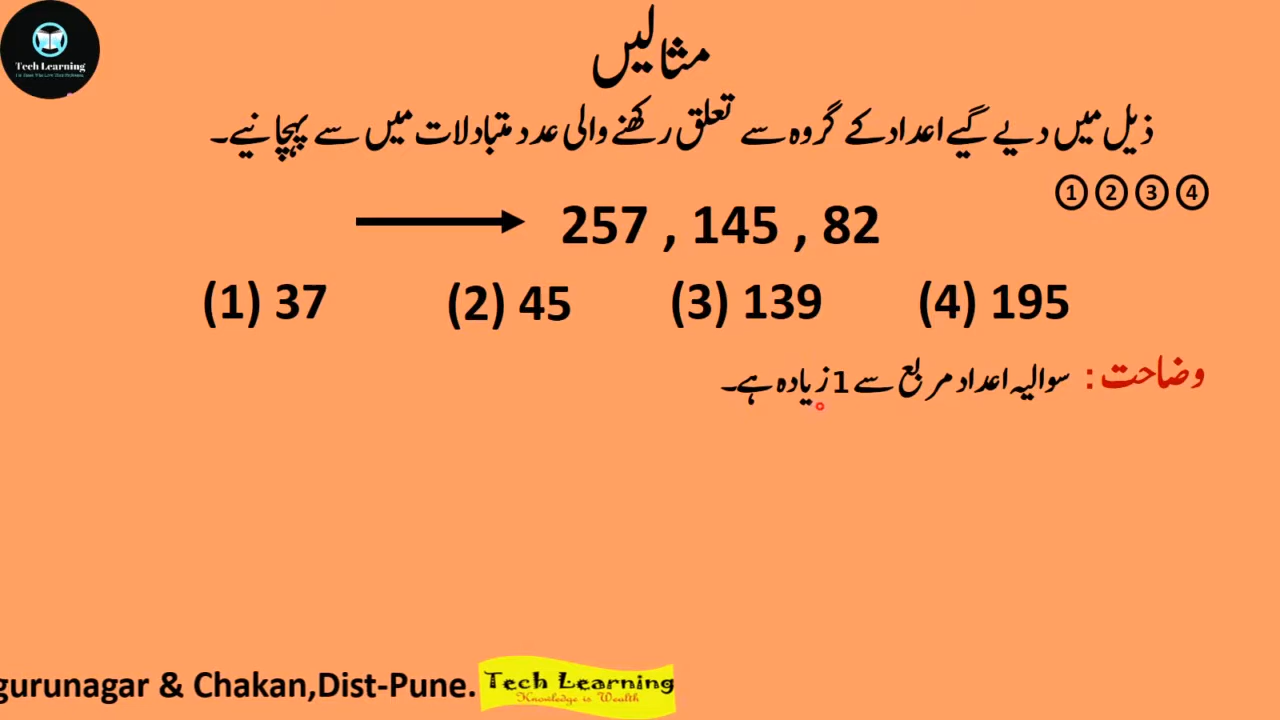 Tech Learning
مثالیں
ذیل میں دیے گیے اعداد کے گروہ سے تعلق رکھنے والی عدد متبادلات میں سے پہچانیے۔
① ② ③ ④
257 , 145 , 82
(1) 37 (2) 45 (3) 139 (4) 195
وضاحت : سوالیہ اعداد مربع سے 1 زیادہ ہے۔
gurunagar & Chakan,Dist-Pune.
Tech Learning
Knowledge is Wealth